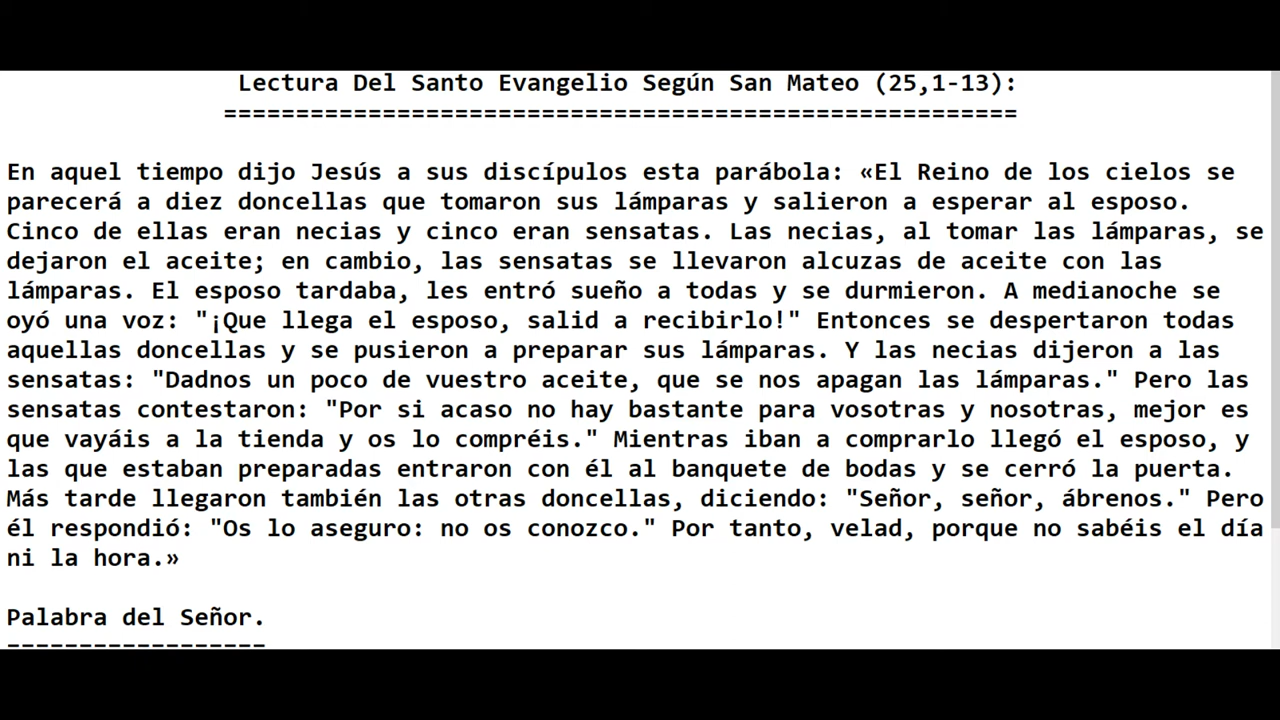 Lectura Del Santo Evangelio Según San Mateo (25,1-13):
=======================================================
En aquel tiempo dijo Jesús a sus discípulos esta parábola: «El Reino de los cielos se
parecerá a diez doncellas que tomaron sus lámparas y salieron a esperar al esposo.
Cinco de ellas eran necias y cinco eran sensatas. Las necias, al tomar las lámparas, se
dejaron el aceite; en cambio, las sensatas se llevaron alcuzas de aceite con las
lámparas. El esposo tardaba, les entró sueño a todas y se durmieron. A medianoche se
oyó una voz: "¡Que llega el esposo, salid a recibirlo!" Entonces se despertaron todas
aquellas doncellas y se pusieron a preparar sus lámparas. Y las necias dijeron a las
sensatas: "Dadnos un poco de vuestro aceite, que se nos apagan las lámparas." Pero las
sensatas contestaron: "Por si acaso no hay bastante para vosotras y nosotras, mejor es
que vayáis a la tienda y os lo compréis." Mientras iban a comprarlo llegó el esposo, y
las que estaban preparadas entraron con él al banquete de bodas y se cerró la puerta.
Más tarde llegaron también las otras doncellas, diciendo: "Señor, señor, ábrenos." Pero
él respondió: "Os lo aseguro: no os conozco." Por tanto, velad, porque no sabéis el día
ni la hora.»
Palabra del Señor.
------------------